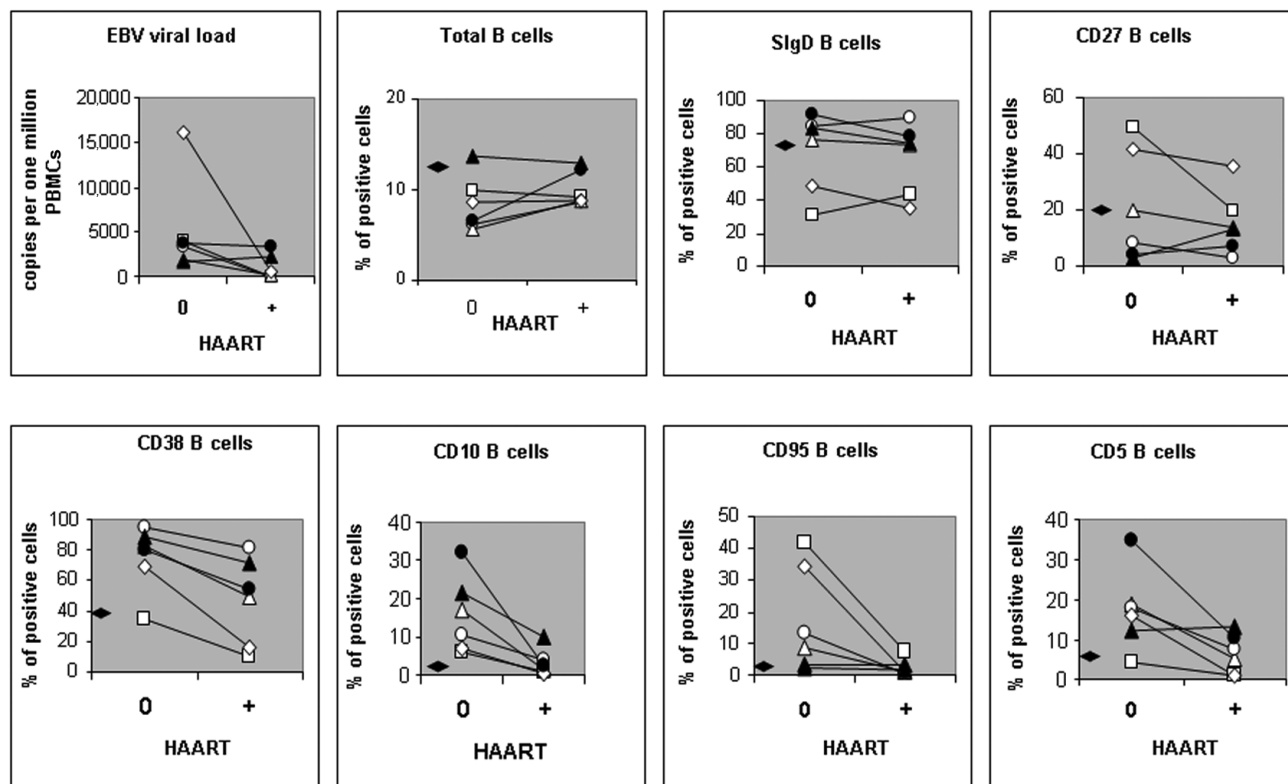 EBV viral load
copies per one million
PBMCs
20,000
15,000
10,000
5000
0
0 +
HAART
Total B cells
% of positive cells
20
10
0
0 +
HAART
SIgD B cells
% of positive cells
100
80
60
40
20
0
0 +
HAART
CD27 B cells
% of positive cells
60
40
20
0
0 +
HAART
CD38 B cells
% of positive cells
100
80
60
40
20
0
0 +
HAART
CD10 B cells
% of positive cells
40
30
20
10
0
0 +
HAART
CD95 B cells
% of positive cells
50
40
30
20
10
0
0 +
HAART
CD5 B cells
% of positive cells
40
30
20
10
0
0 +
HAART